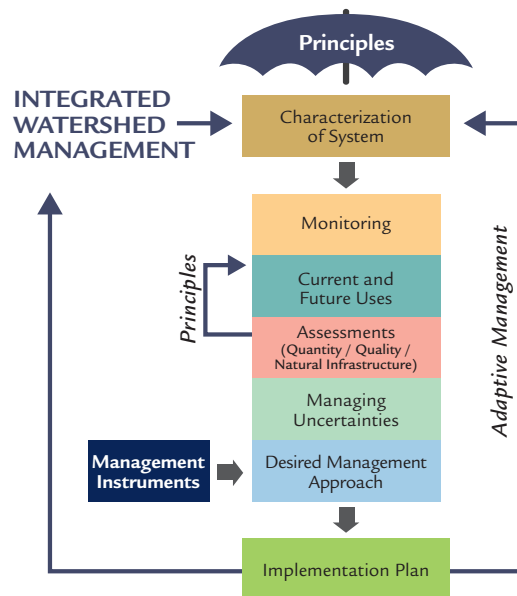 Principles
INTEGRATED
WATERSHED
MANAGEMENT
Characterization
of System
Monitoring
Current and
Future Uses
Principles
Assessments
(Quantity / Quality /
Natural Infrastructure)
Adaptive Management
Managing
Uncertainties
Management
Instruments
Desired Management
Approach
Implementation Plan